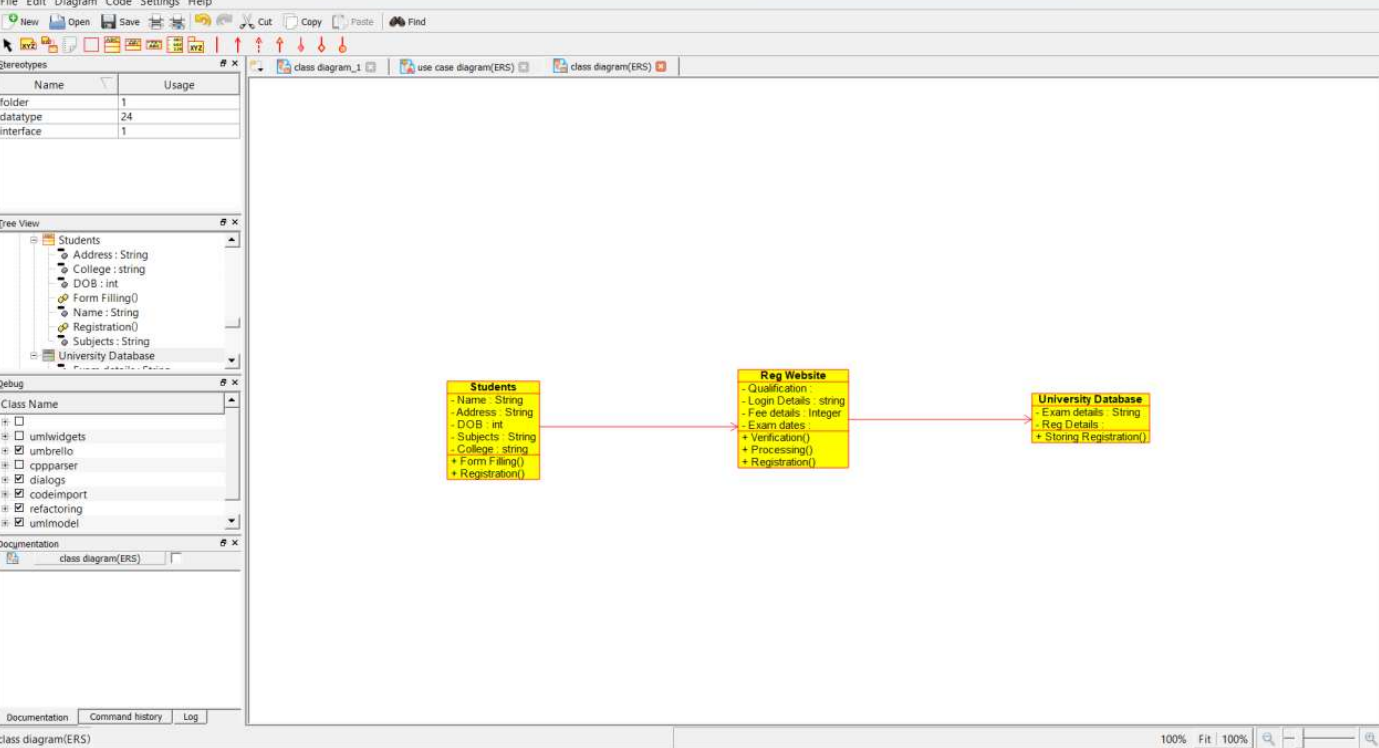 File Edit Diagram Code Settings Help
New Open Save Cut Copy Paste Find
XYZ
Stereotypes
Name Usage
folder 1
datatype 24
interface 1
class diagram_1 use case diagram(ERS) class diagram(ERS)
Tree View
Students
Address : String
College : string
DOB : int
Form Filling()
Name : String
Registration()
Subjects : String
University Database
Exam details : String
Debug
Class Name
umlwidgets
umbrello
cppparser
dialogs
codeimport
refactoring
umlmodel
Documentation
class diagram(ERS)
Students
- Name : String
- Address : String
- DOB : int
- Subjects : String
- College : string
+ Form Filling()
+ Registration()
Reg Website
- Qualification :
- Login Details : string
- Fee details : Integer
- Exam dates :
+ Verification()
+ Processing()
+ Registration()
University Database
- Exam details : String
- Reg Details :
+ Storing Registration()
Documentation Command history Log
class diagram(ERS)
100% Fit 100%